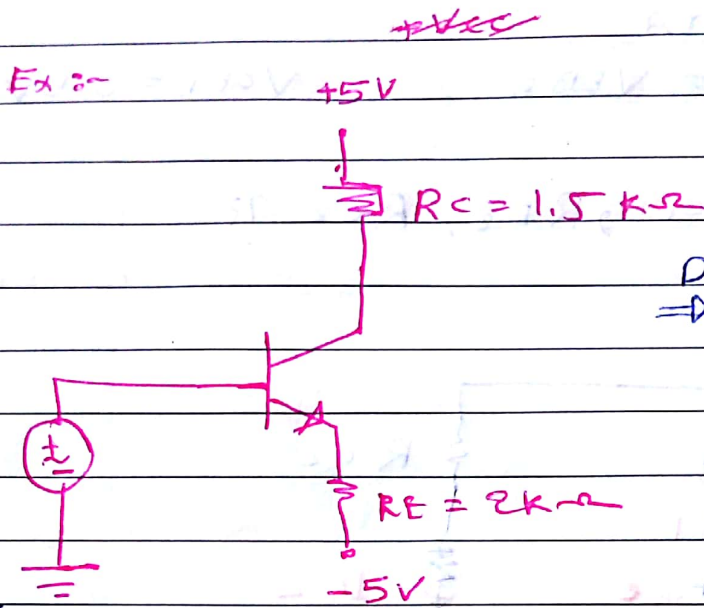 +Vcc
Ex :-
+5V
RC = 1.5 KΩ
D
⇒
±
RE = 2KΩ
-5V